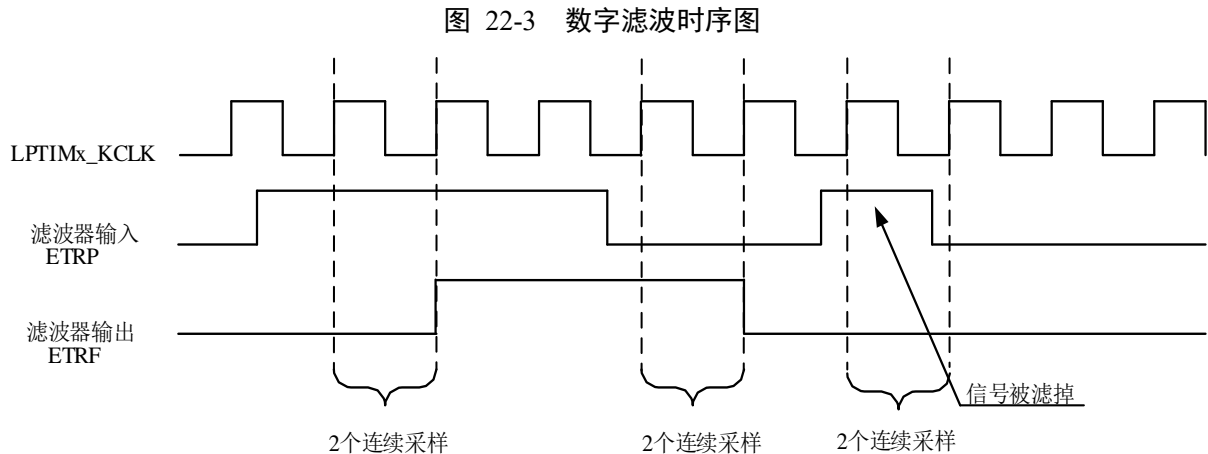 图 22-3 数字滤波时序图
LPTIMx_KCLK
滤波器输入
ETRP
滤波器输出
ETRF
信号被滤掉
2个连续采样
2个连续采样
2个连续采样